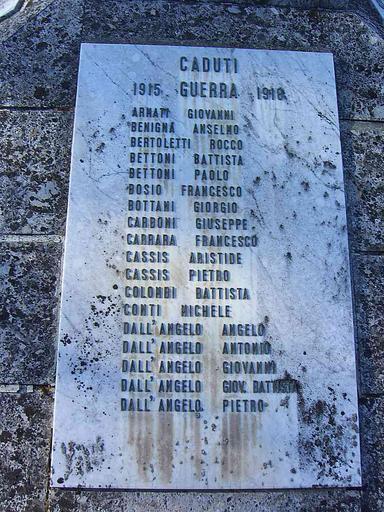 CADUTI
1915 GUERRA 1918
ARMATI GIOVANNI
BENIGNA ANSELMO
BERTOLETTI ROCCO
BETTONI BATTISTA
BETTONI PAOLO
BOSIO FRANCESCO
BOTTANI GIORGIO
CARBONI GIUSEPPE
CARRARA FRANCESCO
CASSIS ARISTIDE
CASSIS PIETRO
COLOMBI BATTISTA
CONTI MICHELE
DALL'ANGELO ANGELO
DALL'ANGELO ANTONIO
DALL'ANGELO GIOVANNI
DALL'ANGELO GIOV. BATTISTA
DALL'ANGELO PIETRO